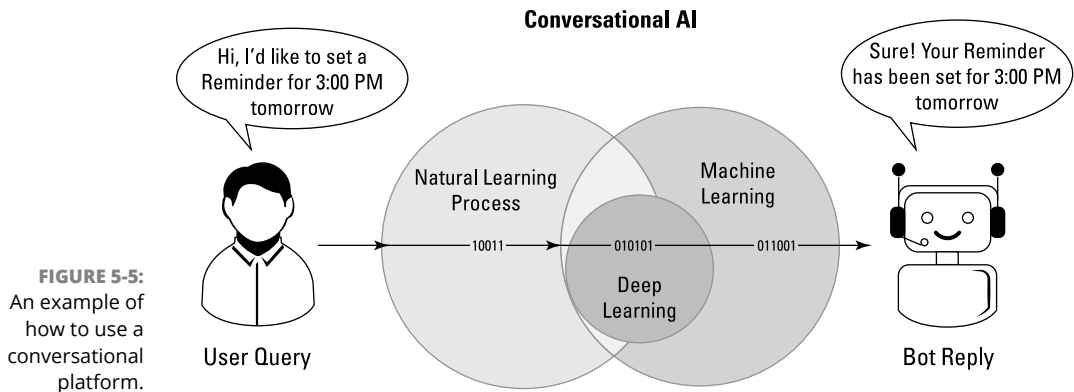 Conversational AI
Hi, I'd like to set a
Reminder for 3:00 PM
tomorrow
Sure! Your Reminder
has been set for 3:00 PM
tomorrow
Natural Learning
Process
Machine
Learning
10011
010101
011001
Deep
Learning
User Query
Bot Reply
FIGURE 5-5:
An example of
how to use a
conversational
platform.